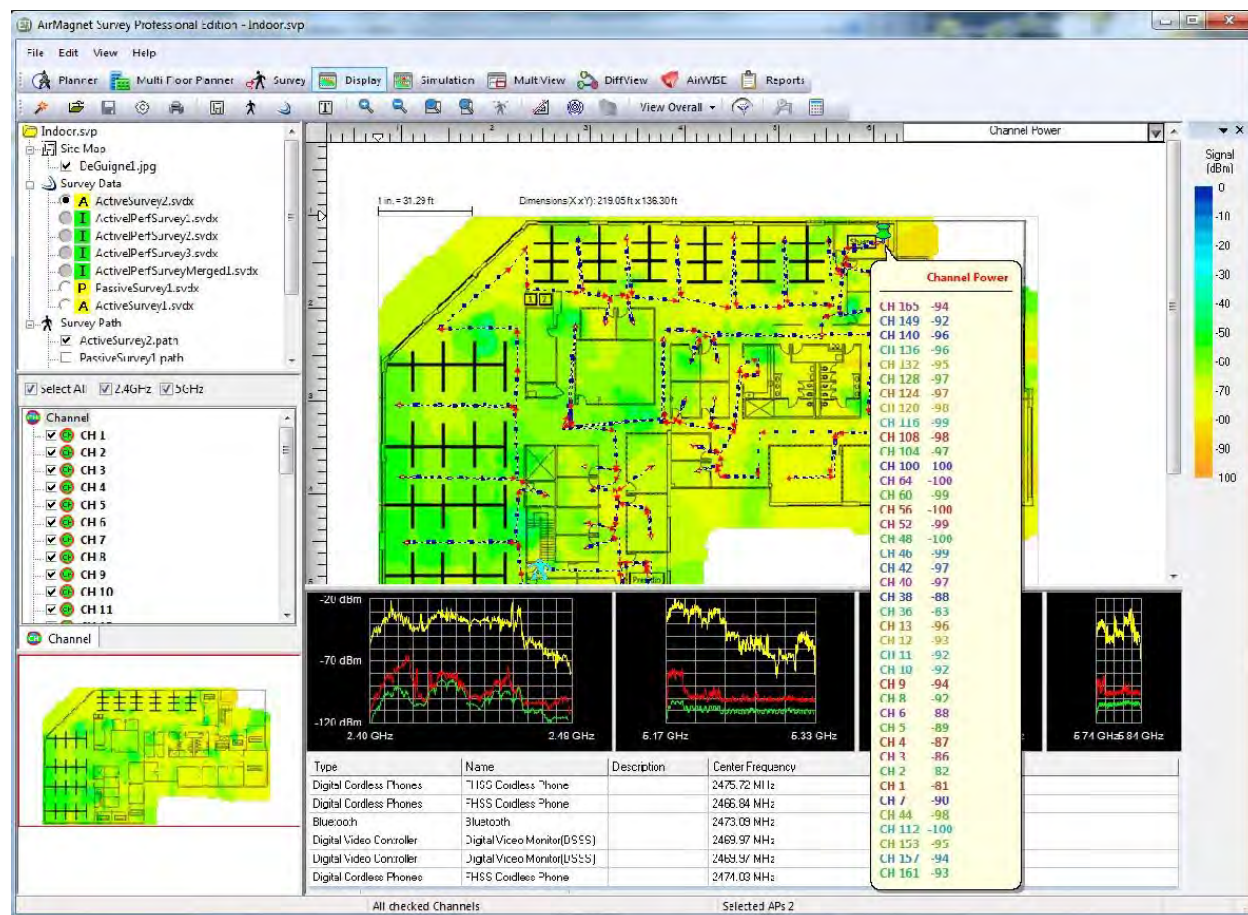 AirMagnet Survey Professional Edition - Indoor.svp
File Edit View Help
Planner Multi Floor Planner Survey Display Simulation MultiView DiffView AirWISE Reports
View Overall
Indoor.svp
Site Map
DeGuigne1.jpg
Survey Data
A ActiveSurvey2.svdx
I ActiveIPerfSurvey1.svdx
I ActiveIPerfSurvey2.svdx
I ActiveIPerfSurvey3.svdx
I ActiveIPerfSurveyMerged1.svdx
P PassiveSurvey1.svdx
A ActiveSurvey1.svdx
Survey Path
ActiveSurvey2.path
PassiveSurvey1.path
Select All 2.4GHz 5GHz
Channel
CH 1
CH 2
CH 3
CH 4
CH 5
CH 6
CH 7
CH 8
CH 9
CH 10
CH 11
Channel
Channel Power
1 in. = 31.29 ft Dimensions(X x Y): 219.05 ft x 136.30 ft
1 2
Presidio
Signal
(dBm)
0
-10
-20
-30
-40
-50
-60
-70
-90
100
Channel Power
CH 165 -94
CH 149 -92
CH 140 -96
CH 136 -96
CH 132 -95
CH 128 -97
CH 124 -97
CH 120 -98
CH 116 -99
CH 108 -98
CH 104 -97
CH 100 100
CH 64 -100
CH 60 -99
CH 56 -100
CH 52 -99
CH 48 -100
CH 46 -99
CH 42 -97
CH 40 -97
CH 38 -88
CH 36 -83
CH 13 -96
CH 12 -93
CH 11 -92
CH 10 -92
CH 9 -94
CH 8 -92
CH 6 88
CH 5 -89
CH 4 -87
CH 3 -86
CH 2 82
CH 1 -81
CH 7 -90
CH 44 -98
CH 112 -100
CH 153 -95
CH 157 -94
CH 161 -93
-20 dBm
-70 dBm
-120 dBm
2.40 GHz 2.48 GHz
5.17 GHz 5.33 GHz
5.74 GHz 5.84 GHz
Type Name Description Center Frequency
Digital Cordless Phones FHSS Cordless Phone 2475.72 MHz
Digital Cordless Phones FHSS Cordless Phone 2466.84 MHz
Bluetooth Bluetooth 2473.09 MHz
Digital Video Controller Digital Video Monitor(DSSS) 2469.97 MHz
Digital Video Controller Digital Video Monitor(DSSS) 2469.97 MHz
Digital Cordless Phones FHSS Cordless Phone 2474.03 MHz
All checked Channels Selected APs 2